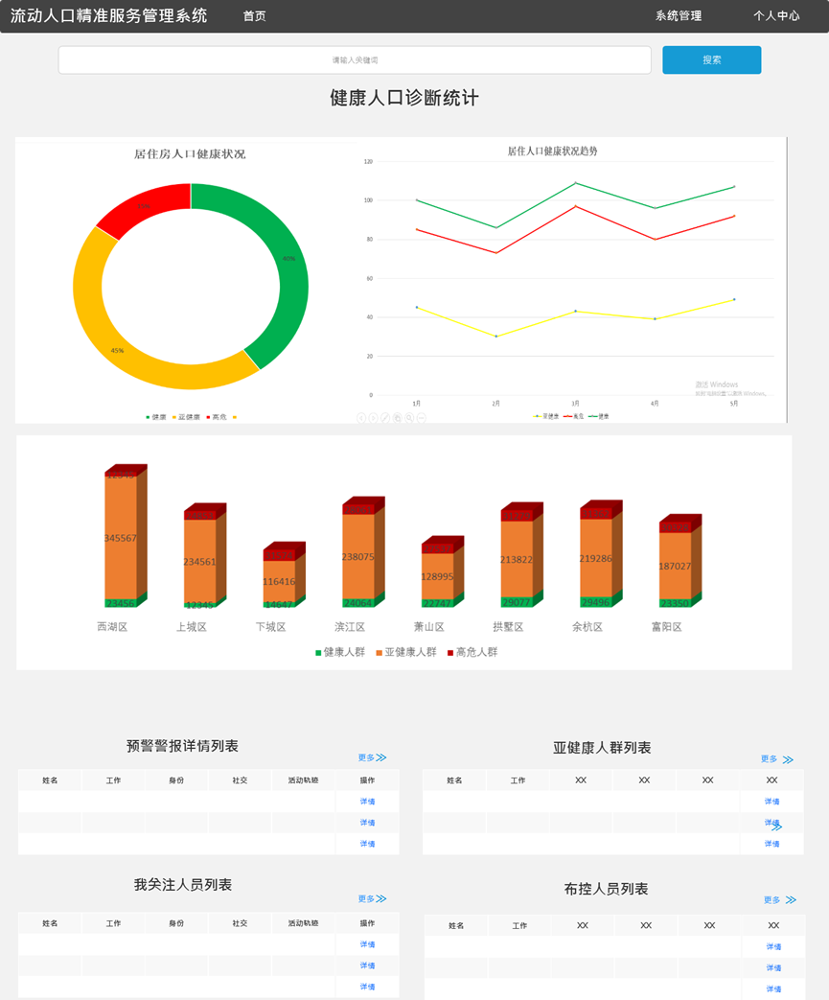 流动人口精准服务管理系统 首页 系统管理 个人中心
请输入关键词 搜索
健康人口诊断统计
居住房人口健康状况
40%
45%
健康 亚健康 高危
居住人口健康状况趋势
120
100
80
60
40
20
0
1月 2月 3月 4月 5月
亚健康 高危 健康
激活 Windows
345567 234561 116416 238075 128995 213822 219286 187027
23456 12345 14647 24064 22747 29077 29496 23350
西湖区 上城区 下城区 滨江区 萧山区 拱墅区 余杭区 富阳区
健康人群 亚健康人群 高危人群
预警警报详情列表
更多
姓名 工作 身份 社交 活动轨迹 操作
详情
详情
详情
亚健康人群列表
更多
姓名 工作 XX XX XX XX
详情
详情
详情
我关注人员列表
更多
姓名 工作 身份 社交 活动轨迹 操作
详情
详情
详情
布控人员列表
更多
姓名 工作 XX XX XX XX
详情
详情
详情